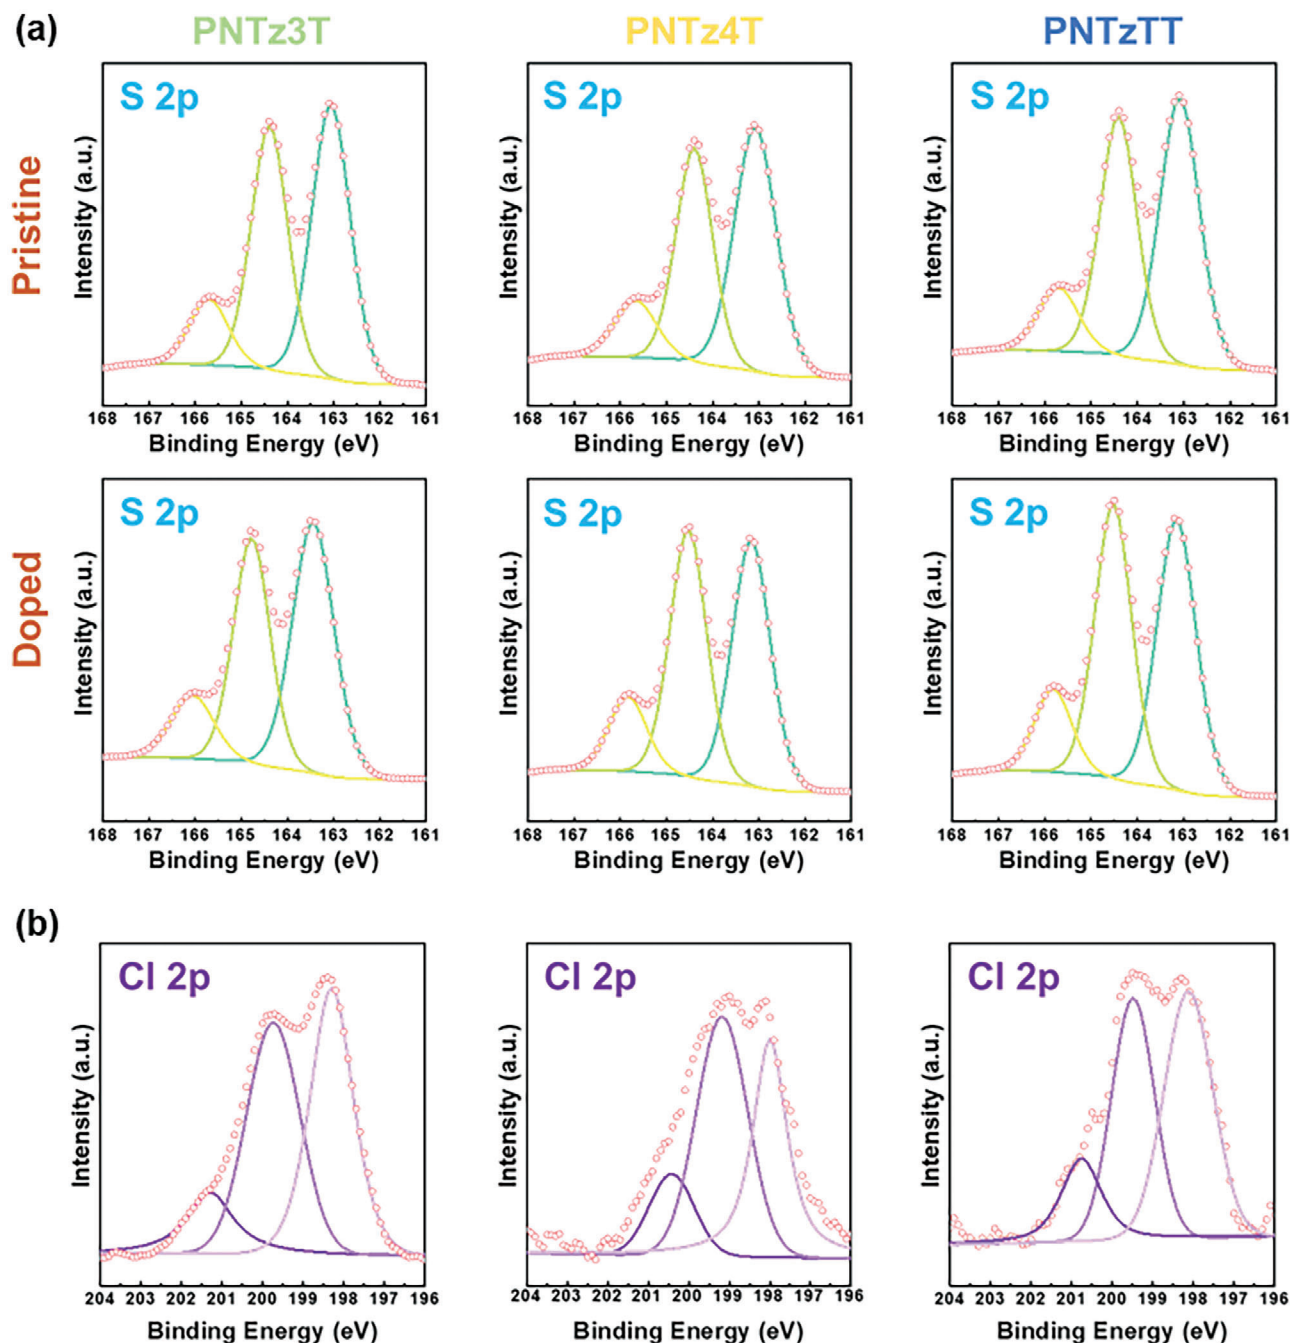 (a)
PNTz3T PNTz4T PNTzTT
Pristine
S 2p S 2p S 2p
Intensity (a.u.) Intensity (a.u.) Intensity (a.u.)
168 167 166 165 164 163 162 161 168 167 166 165 164 163 162 161 168 167 166 165 164 163 162 161
Binding Energy (eV) Binding Energy (eV) Binding Energy (eV)
Doped
S 2p S 2p S 2p
Intensity (a.u.) Intensity (a.u.) Intensity (a.u.)
168 167 166 165 164 163 162 161 168 167 166 165 164 163 162 161 168 167 166 165 164 163 162 161
Binding Energy (eV) Binding Energy (eV) Binding Energy (eV)
(b)
Cl 2p Cl 2p Cl 2p
Intensity (a.u.) Intensity (a.u.) Intensity (a.u.)
204 203 202 201 200 199 198 197 196 204 203 202 201 200 199 198 197 196 204 203 202 201 200 199 198 197 196
Binding Energy (eV) Binding Energy (eV) Binding Energy (eV)